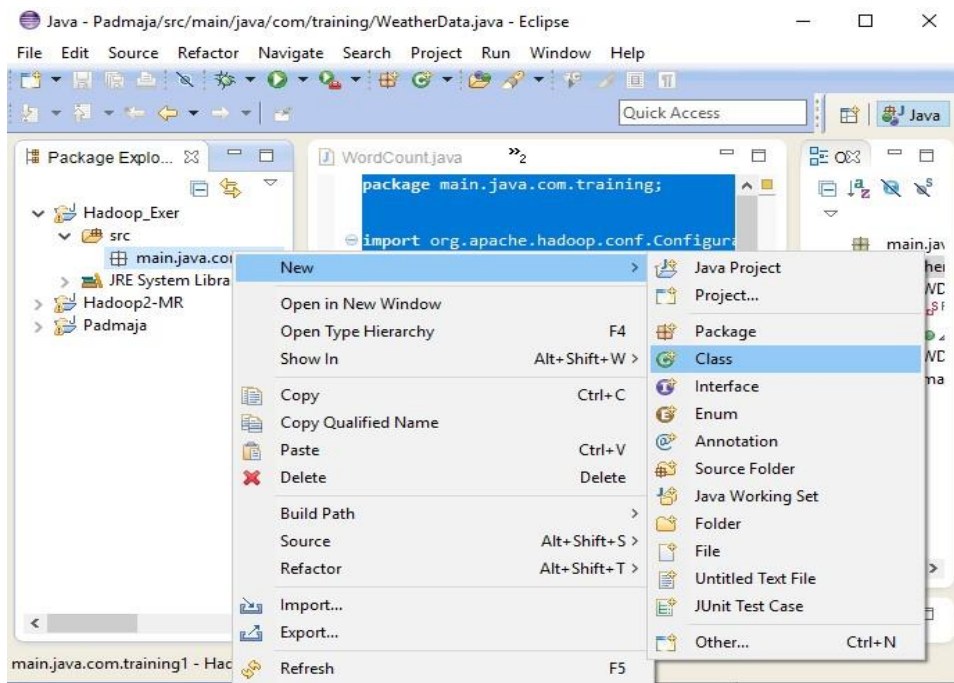 Java - Padmaja/src/main/java/com/training/WeatherData.java - Eclipse
File Edit Source Refactor Navigate Search Project Run Window Help
Quick Access
Java
Package Explo...
WordCount.java
»2
package main.java.com.training;
import org.apache.hadoop.conf.Configura
Hadoop_Exer
src
main.java.co
JRE System Libra
Hadoop2-MR
Padmaja
main.jav
New
Open in New Window
Open Type Hierarchy F4
Show In Alt+Shift+W >
Copy Ctrl+C
Copy Qualified Name
Paste Ctrl+V
Delete Delete
Build Path
Source Alt+Shift+S >
Refactor Alt+Shift+T >
Import...
Export...
Refresh F5
Java Project
Project...
Package
Class
Interface
Enum
Annotation
Source Folder
Java Working Set
Folder
File
Untitled Text File
JUnit Test Case
Other... Ctrl+N
main.java.com.training1 - Had